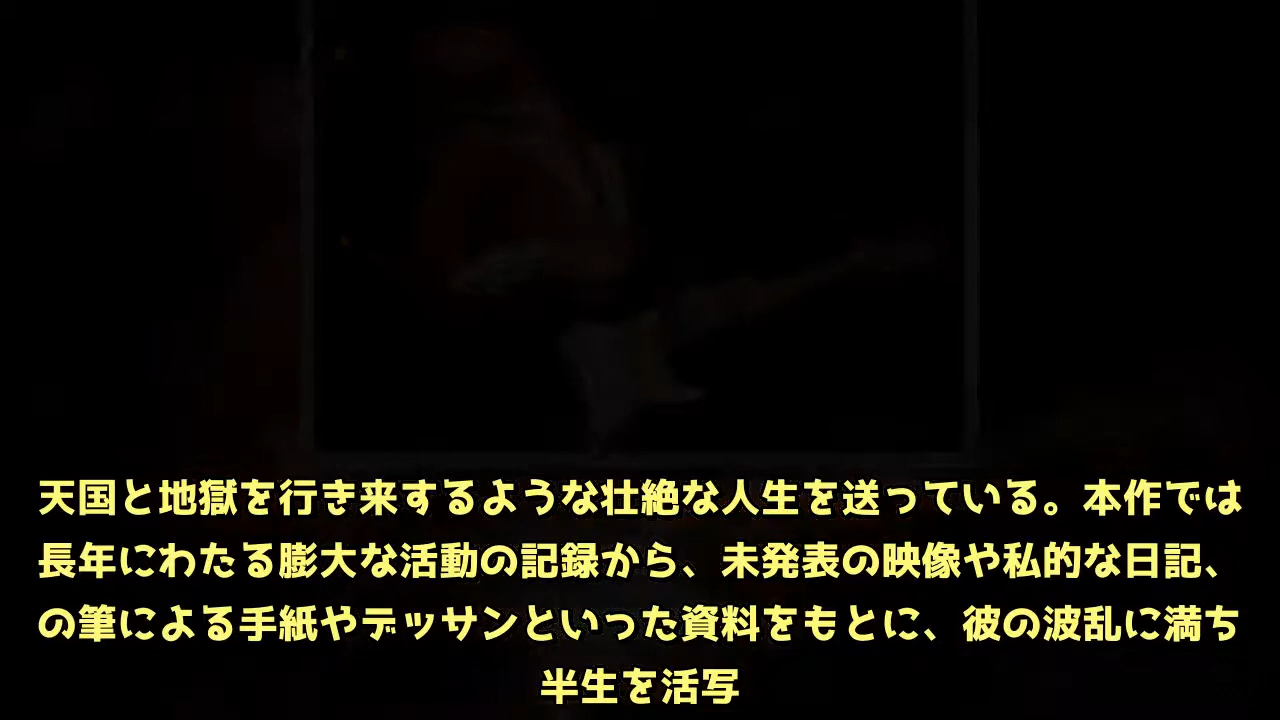 天国と地獄を行き来するような壮絶な人生を送っている。本作では
長年にわたる膨大な活動の記録から、未発表の映像や私的な日記、
の筆による手紙やデッサンといった資料をもとに、彼の波乱に満ち
半生を活写